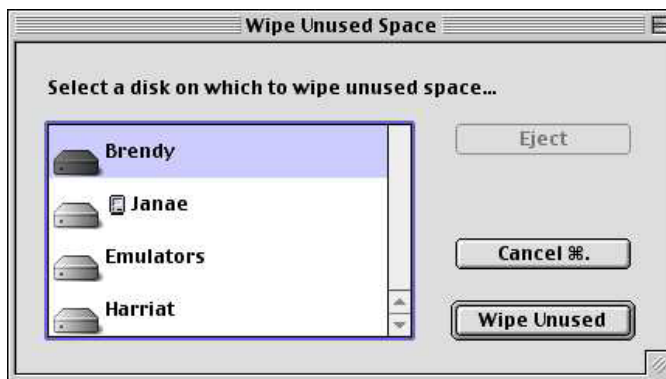 Wipe Unused Space
Select a disk on which to wipe unused space...
Brendy
Janae
Emulators
Harriat
Eject
Cancel ⌘.
Wipe Unused